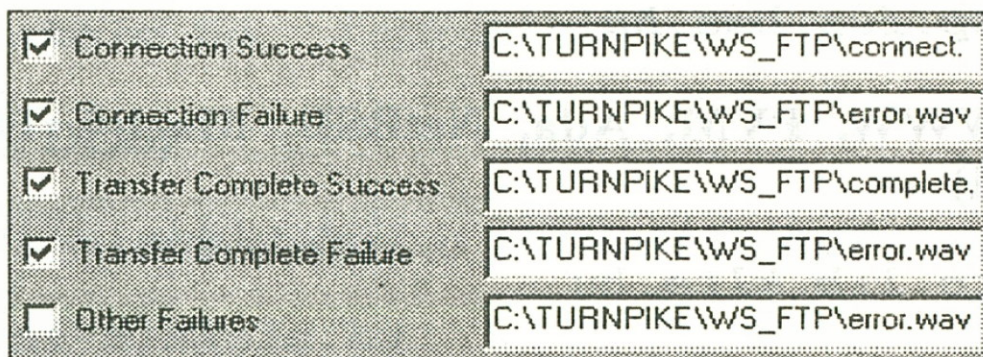 Connection Success C:\TURNPIKE\WS_FTP\connect.
Connection Failure C:\TURNPIKE\WS_FTP\error.wav
Transfer Complete Success C:\TURNPIKE\WS_FTP\complete.
Transfer Complete Failure C:\TURNPIKE\WS_FTP\error.wav
Other Failures C:\TURNPIKE\WS_FTP\error.wav